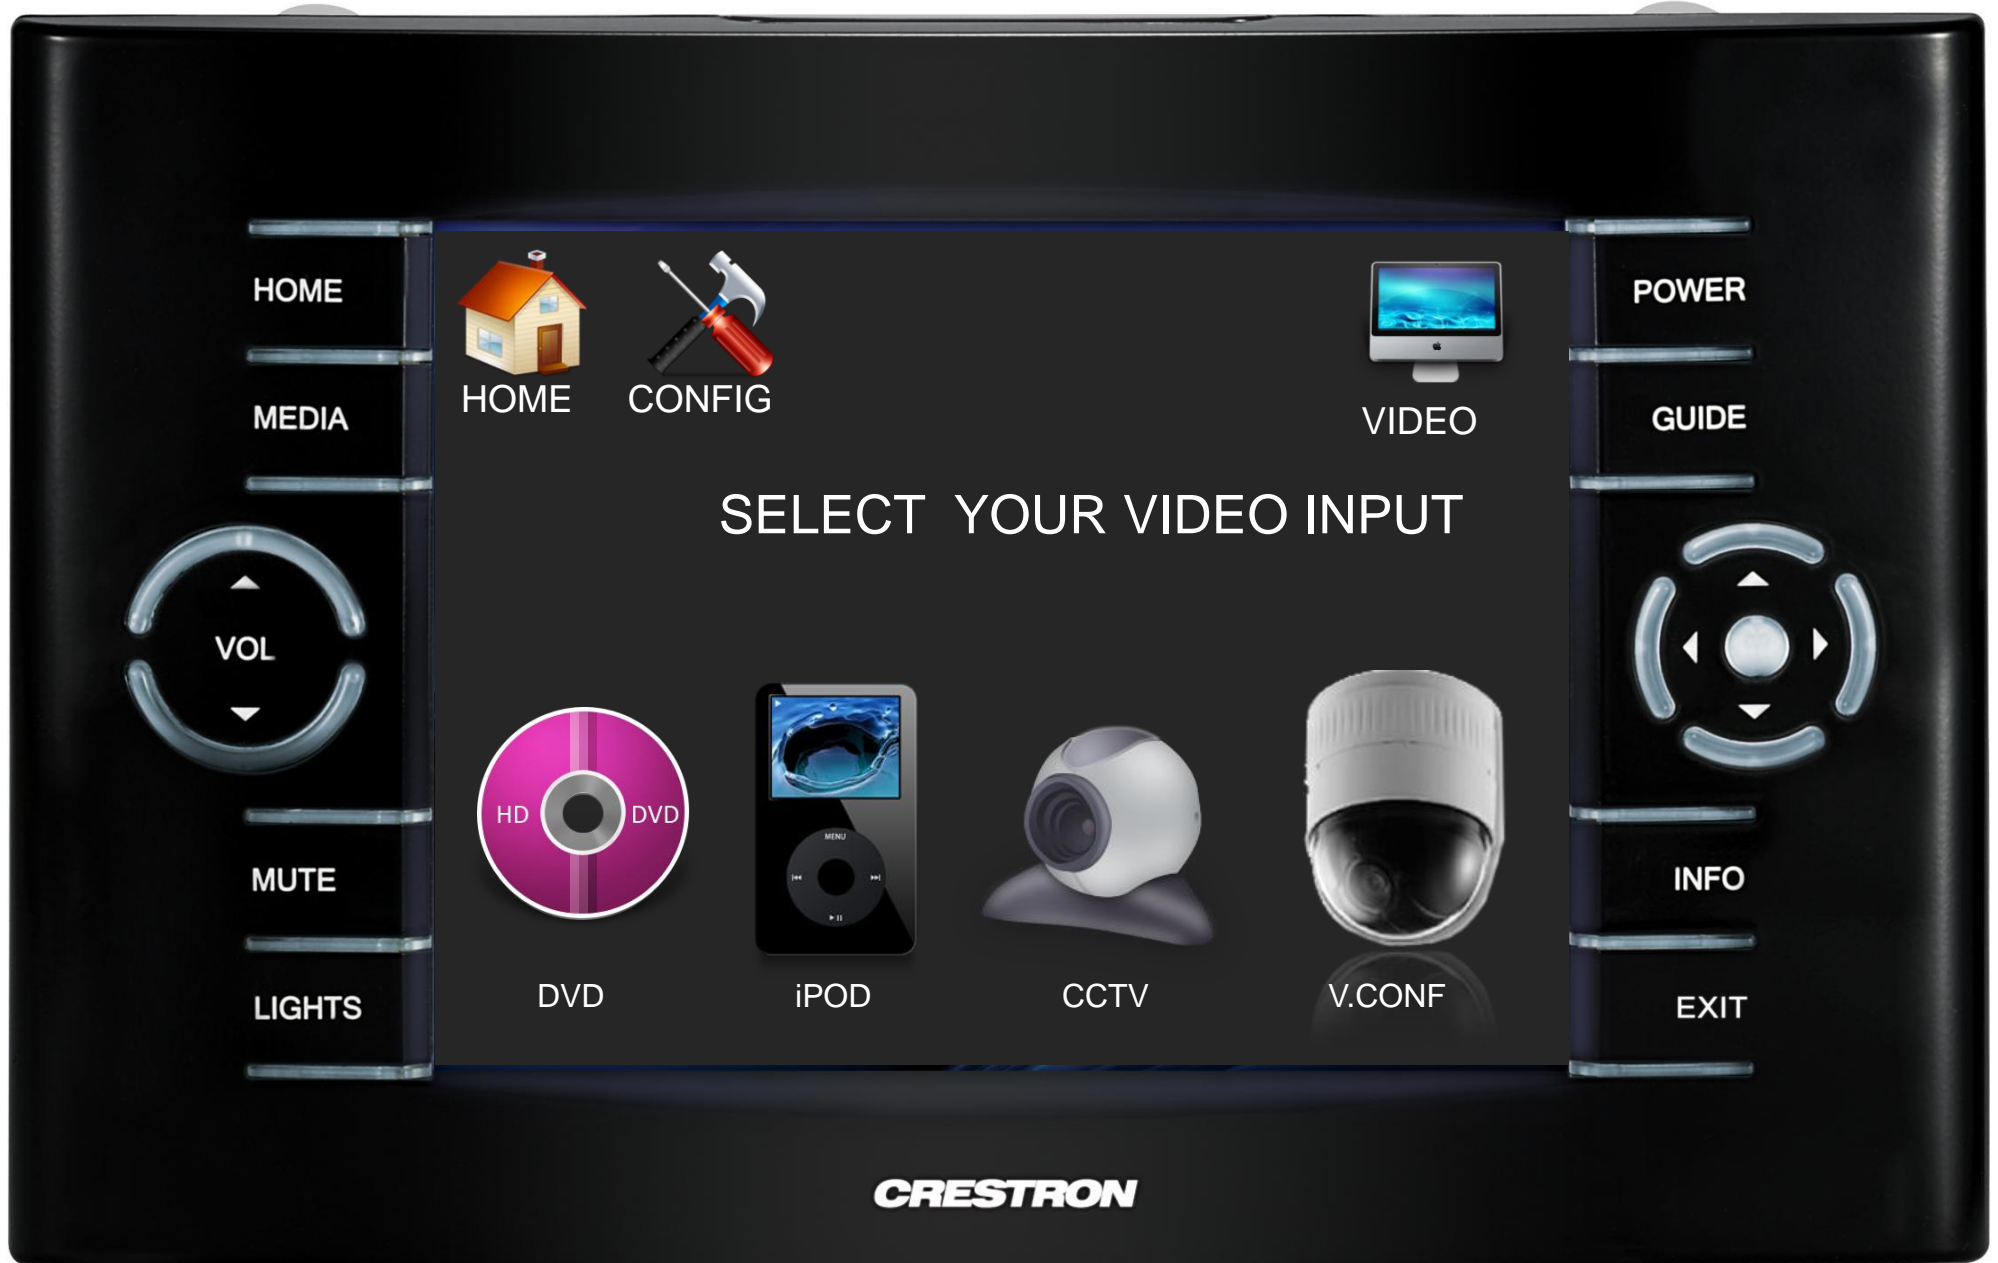 HOME
MEDIA
VOL
MUTE
LIGHTS
HOME
CONFIG
VIDEO
SELECT YOUR VIDEO INPUT
HD DVD
MENU
DVD
iPOD
CCTV
V.CONF
POWER
GUIDE
INFO
EXIT
CRESTRON